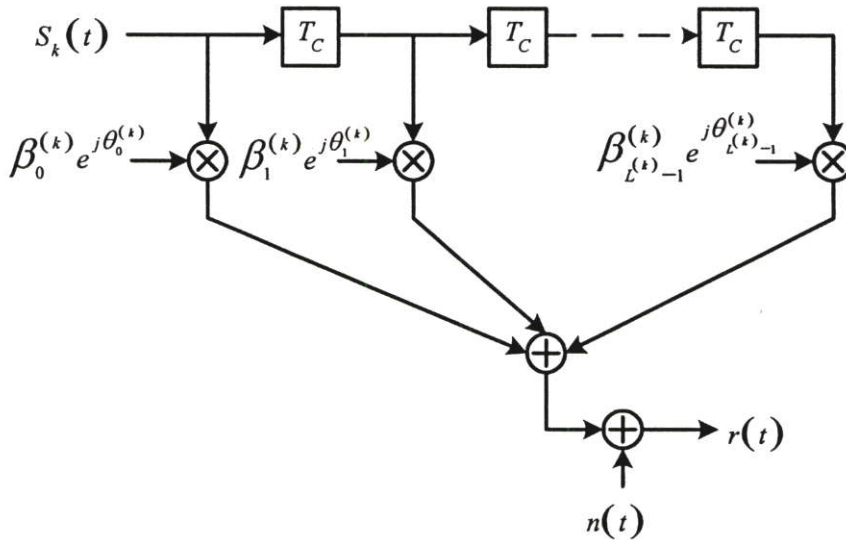 S_k(t) T_C T_C T_C
β_0^(k) e^{jθ_0^(k)} β_1^(k) e^{jθ_1^(k)} β_{L^(k)-1}^(k) e^{jθ_{L^(k)-1}^(k)}
r(t)
n(t)